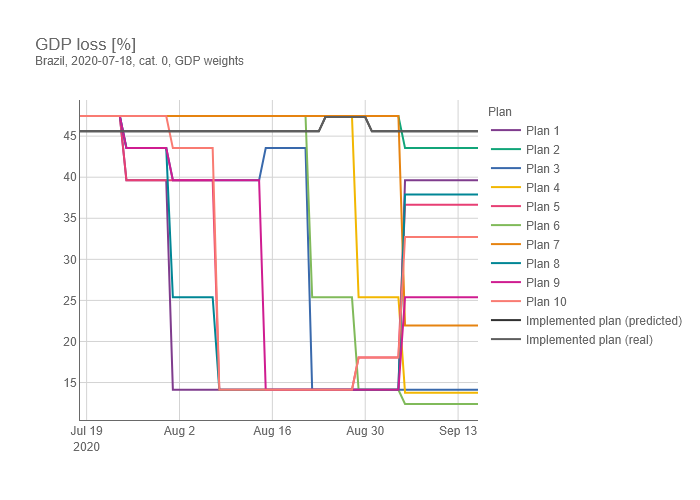 GDP loss [%]
Brazil, 2020-07-18, cat. 0, GDP weights
Plan
45
40
35
30
25
20
15
Jul 19
2020
Aug 2
Aug 16
Aug 30
Sep 13
Plan 1
Plan 2
Plan 3
Plan 4
Plan 5
Plan 6
Plan 7
Plan 8
Plan 9
Plan 10
Implemented plan (predicted)
Implemented plan (real)